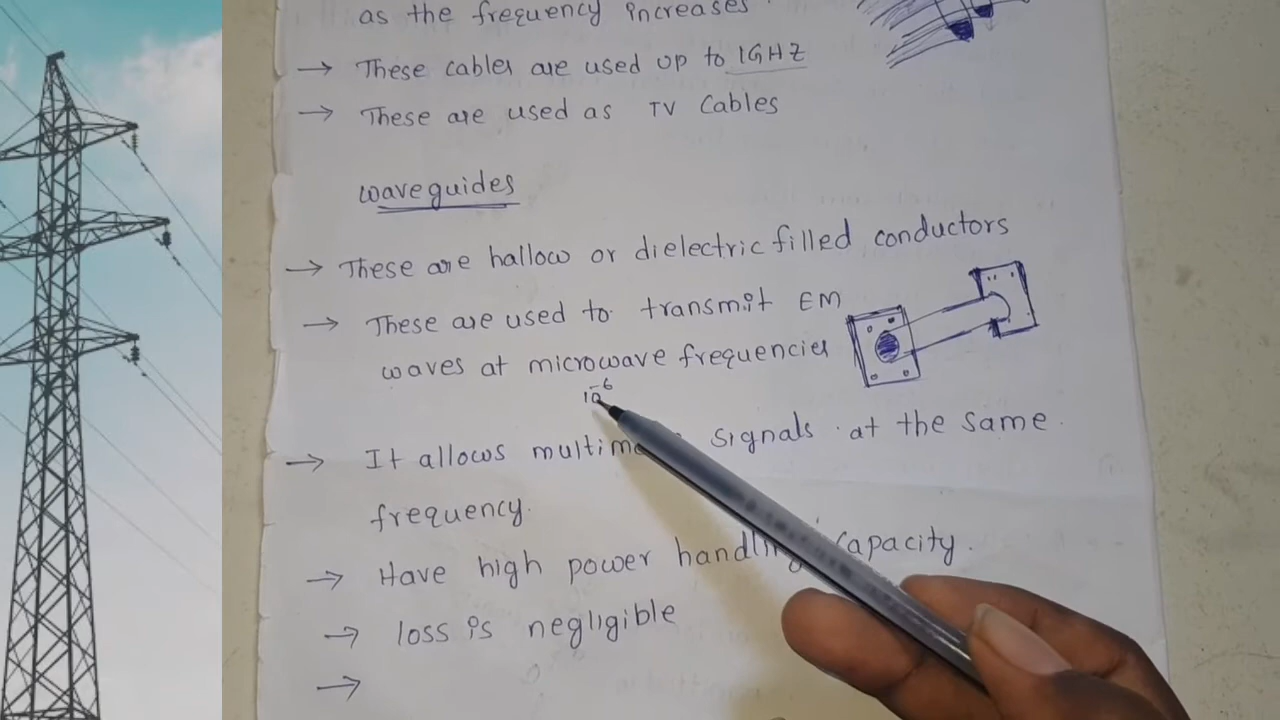 as the frequency increases
→ These cables are used up to 1GHZ
→ These are used as TV Cables
waveguides
→ These are hallow or dielectric filled conductors
→ These are used to transmit EM
waves at microwave frequencies
10⁻⁶
→ It allows signals at the same
frequency.
→ Have high power handling capacity.
→ loss is negligible
→